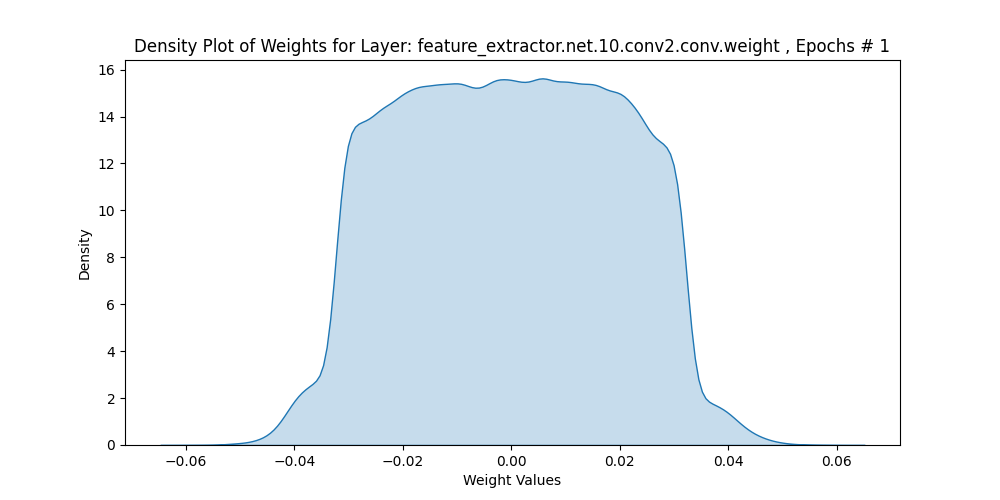 Density Plot of Weights for Layer: feature_extractor.net.10.conv2.conv.weight , Epochs # 1
16
14
12
10
8
6
4
2
0
Density
−0.06 −0.04 −0.02 0.00 0.02 0.04 0.06
Weight Values